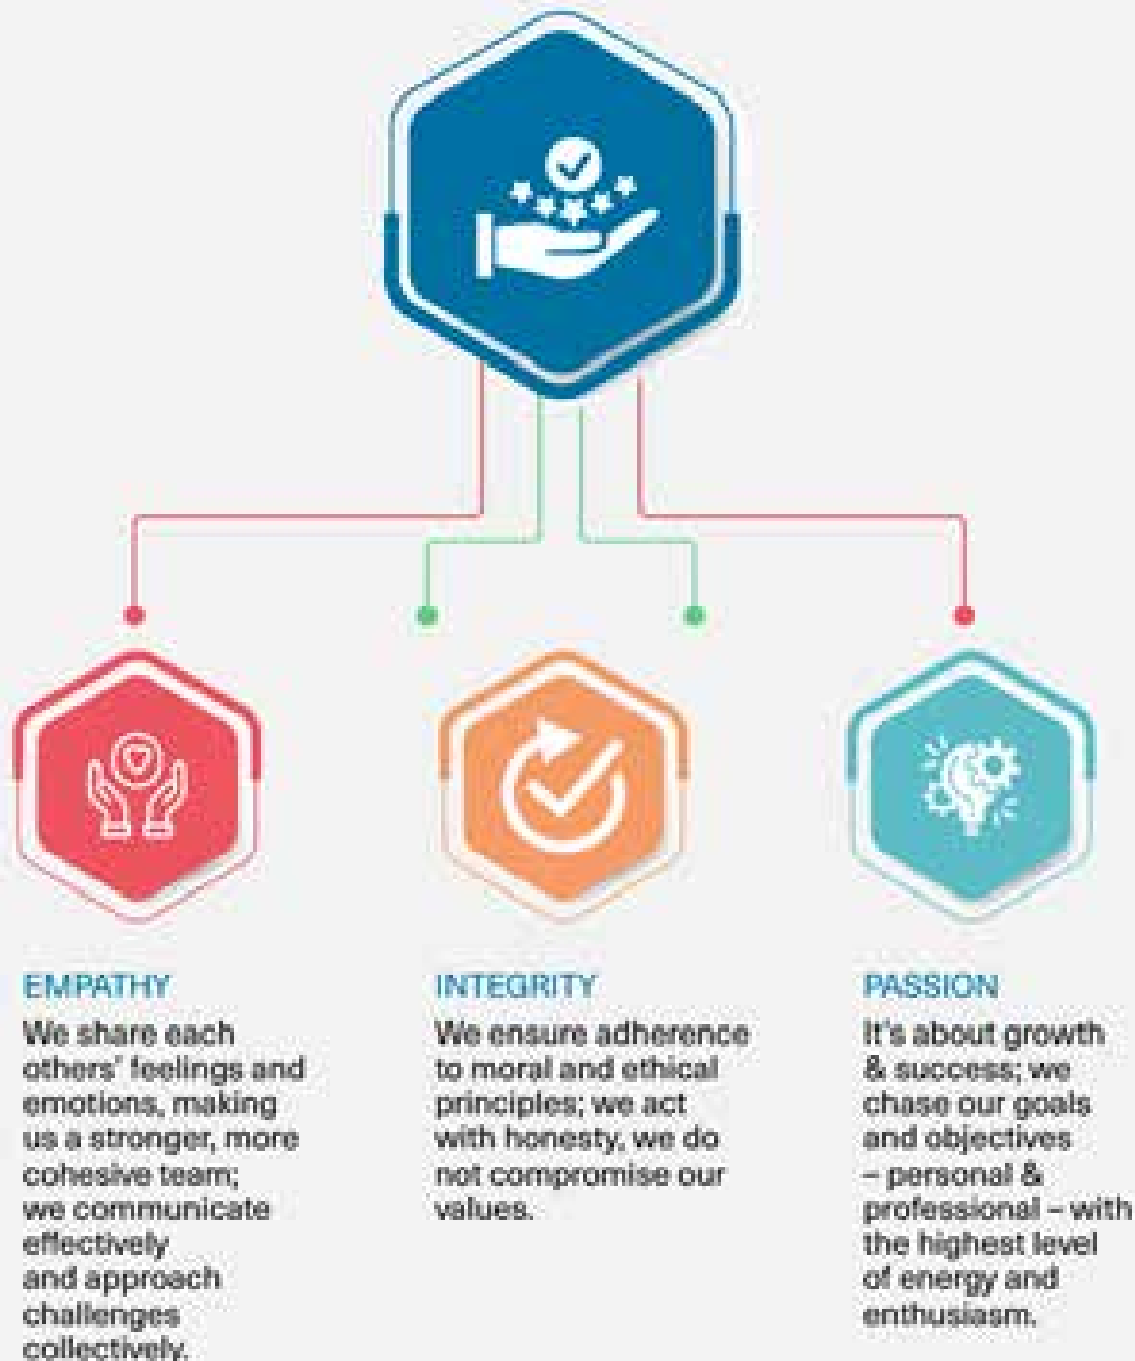 EMPATHY
We share each
others' feelings and
emotions, making
us a stronger, more
cohesive team;
we communicate
effectively
and approach
challenges
collectively.
INTEGRITY
We ensure adherence
to moral and ethical
principles; we act
with honesty, we do
not compromise our
values.
PASSION
It's about growth
& success; we
chase our goals
and objectives
– personal &
professional – with
the highest level
of energy and
enthusiasm.